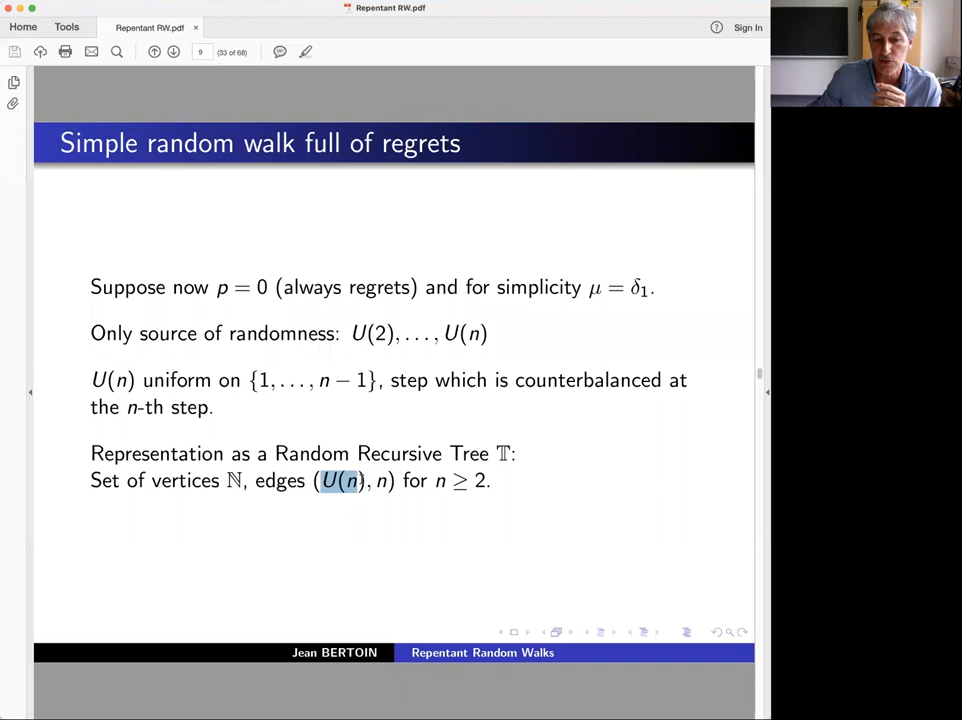 Repentant RW.pdf
Home Tools Repentant RW.pdf × Sign In
9 (33 of 68)
Simple random walk full of regrets
Suppose now p = 0 (always regrets) and for simplicity μ = δ₁.
Only source of randomness: U(2), . . . , U(n)
U(n) uniform on {1, . . . , n − 1}, step which is counterbalanced at
the n-th step.
Representation as a Random Recursive Tree 𝕋:
Set of vertices ℕ, edges (U(n), n) for n ≥ 2.
Jean BERTOIN Repentant Random Walks